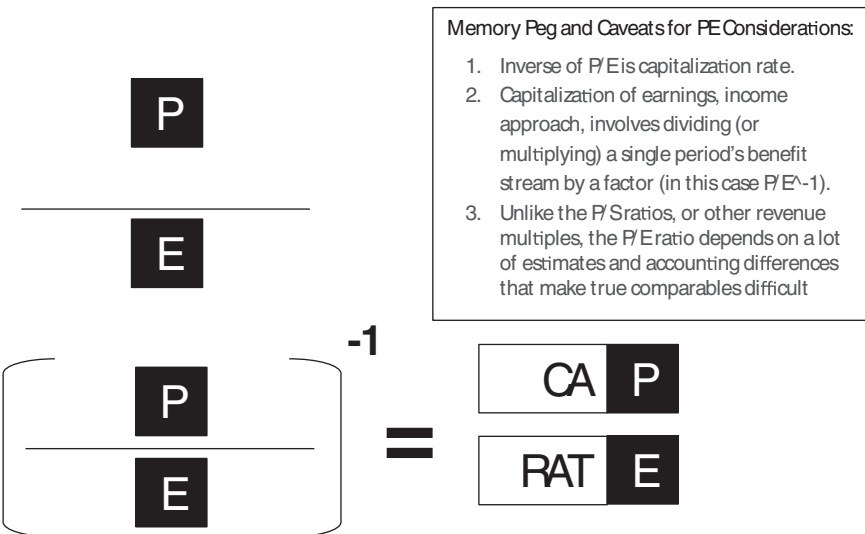 Memory Peg and Caveats for PE Considerations:
1. Inverse of P/E is capitalization rate.
2. Capitalization of earnings, income
approach, involves dividing (or
multiplying) a single period's benefit
stream by a factor (in this case P/E^-1).
3. Unlike the P/S ratios, or other revenue
multiples, the P/E ratio depends on a lot
of estimates and accounting differences
that make true comparables difficult
P
E
P
E
-1
=
CA P
RAT E